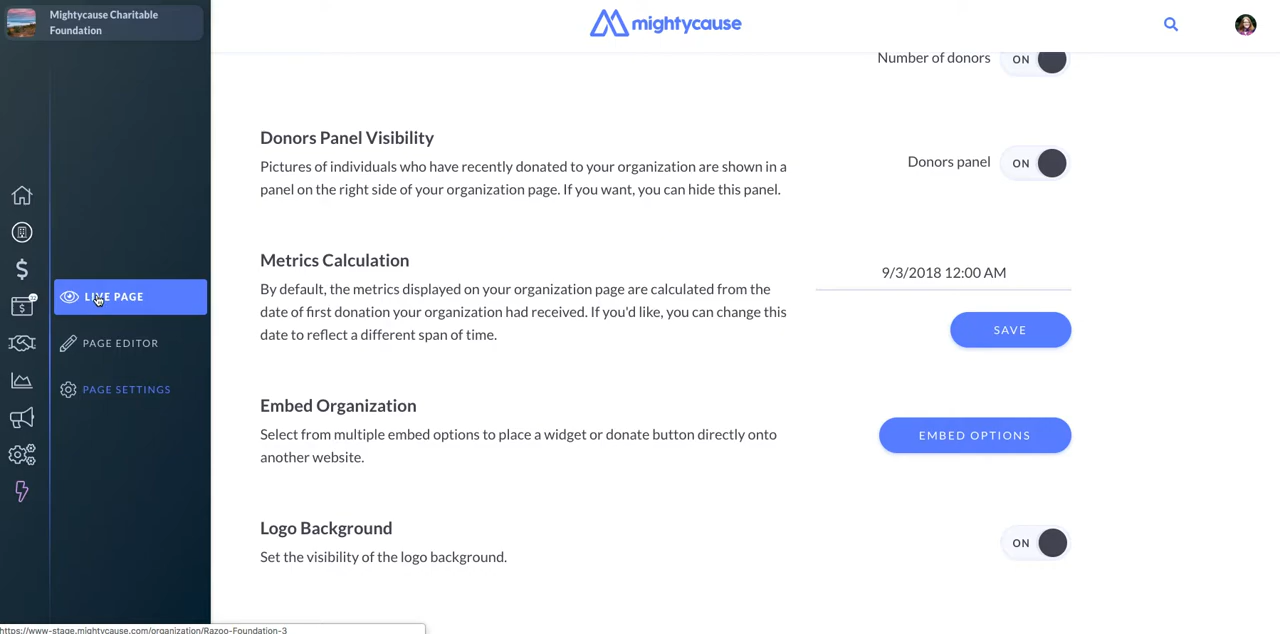 Mightycause Charitable
Foundation
mightycause
LIVE PAGE
PAGE EDITOR
PAGE SETTINGS
Number of donors ON
Donors Panel Visibility
Pictures of individuals who have recently donated to your organization are shown in a
panel on the right side of your organization page. If you want, you can hide this panel.
Donors panel ON
Metrics Calculation
By default, the metrics displayed on your organization page are calculated from the
date of first donation your organization had received. If you'd like, you can change this
date to reflect a different span of time.
9/3/2018 12:00 AM
SAVE
Embed Organization
Select from multiple embed options to place a widget or donate button directly onto
another website.
EMBED OPTIONS
Logo Background
Set the visibility of the logo background.
ON
https://www-stage.mightycause.com/organization/Razoo-Foundation-3